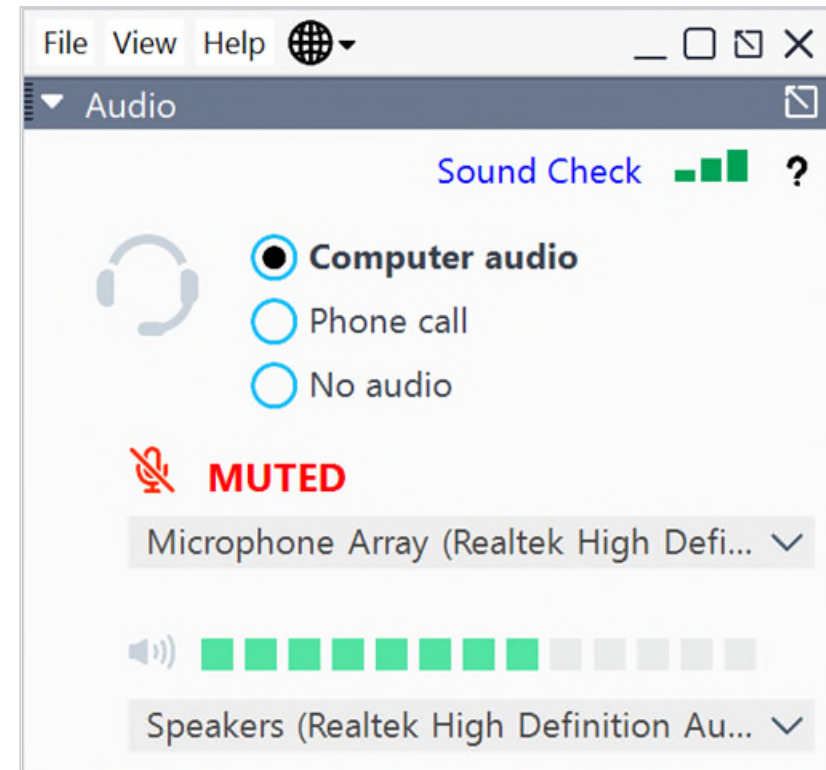 File View Help
Audio
Sound Check ?
Computer audio
Phone call
No audio
MUTED
Microphone Array (Realtek High Defi...
Speakers (Realtek High Definition Au...